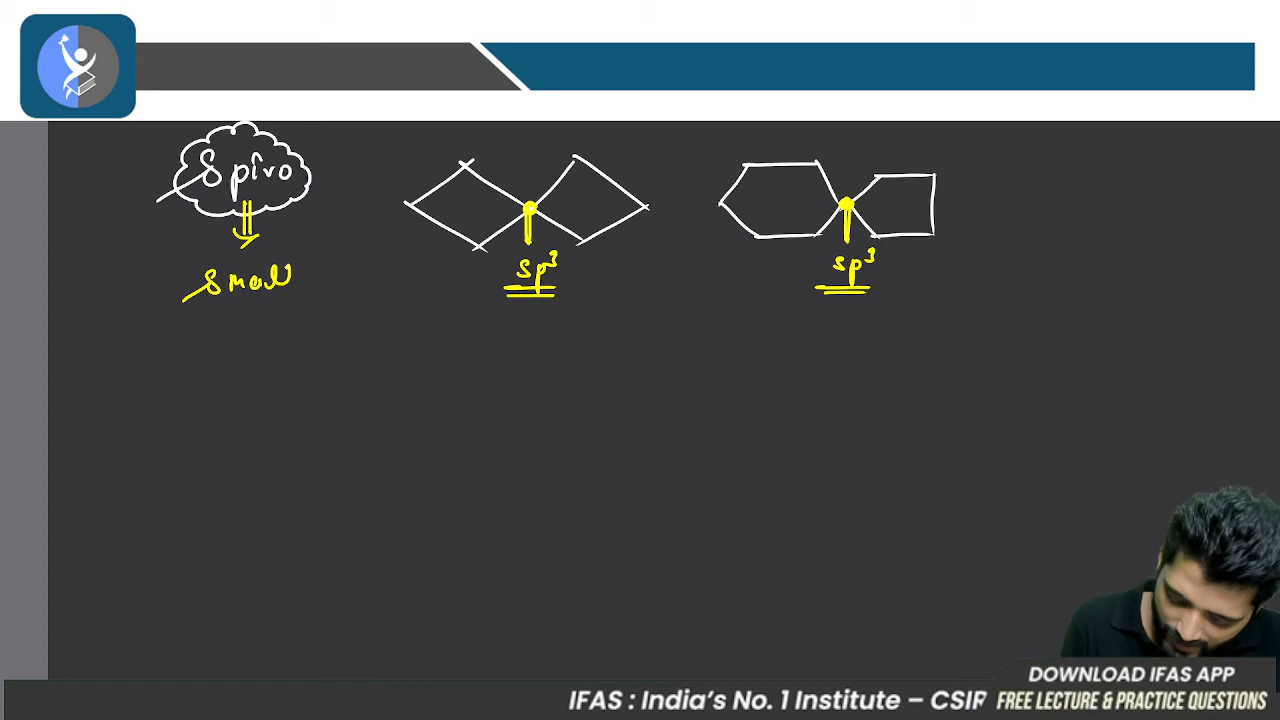 Spiro
Small
sp³
sp³
DOWNLOAD IFAS APP
IFAS : India's No. 1 Institute – CSIR
FREE LECTURE & PRACTICE QUESTIONS